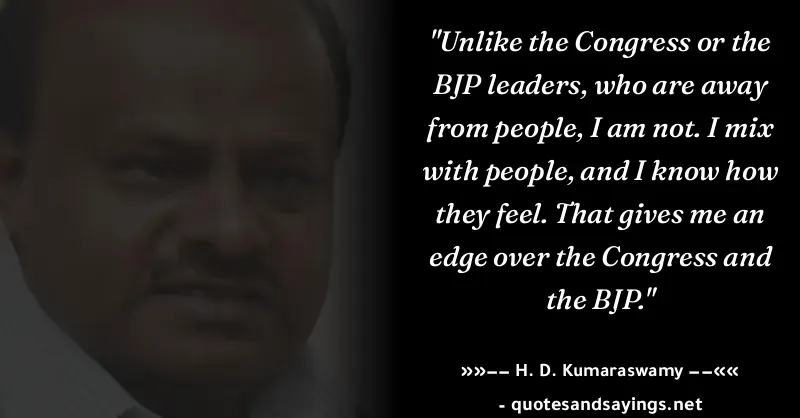 "Unlike the Congress or the
BJP leaders, who are away
from people, I am not. I mix
with people, and I know how
they feel. That gives me an
edge over the Congress and
the BJP."
»»–– H. D. Kumaraswamy ––««
- quotesandsayings.net